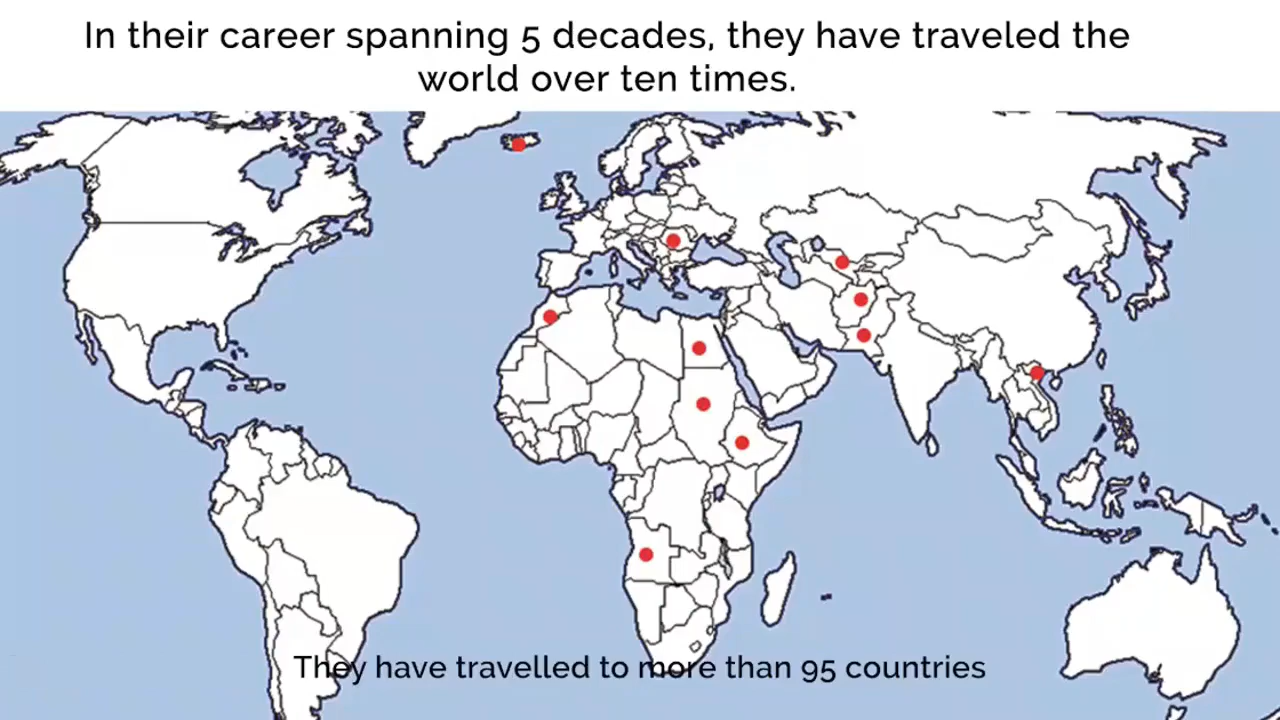 In their career spanning 5 decades, they have traveled the
world over ten times.
They have travelled to more than 95 countries